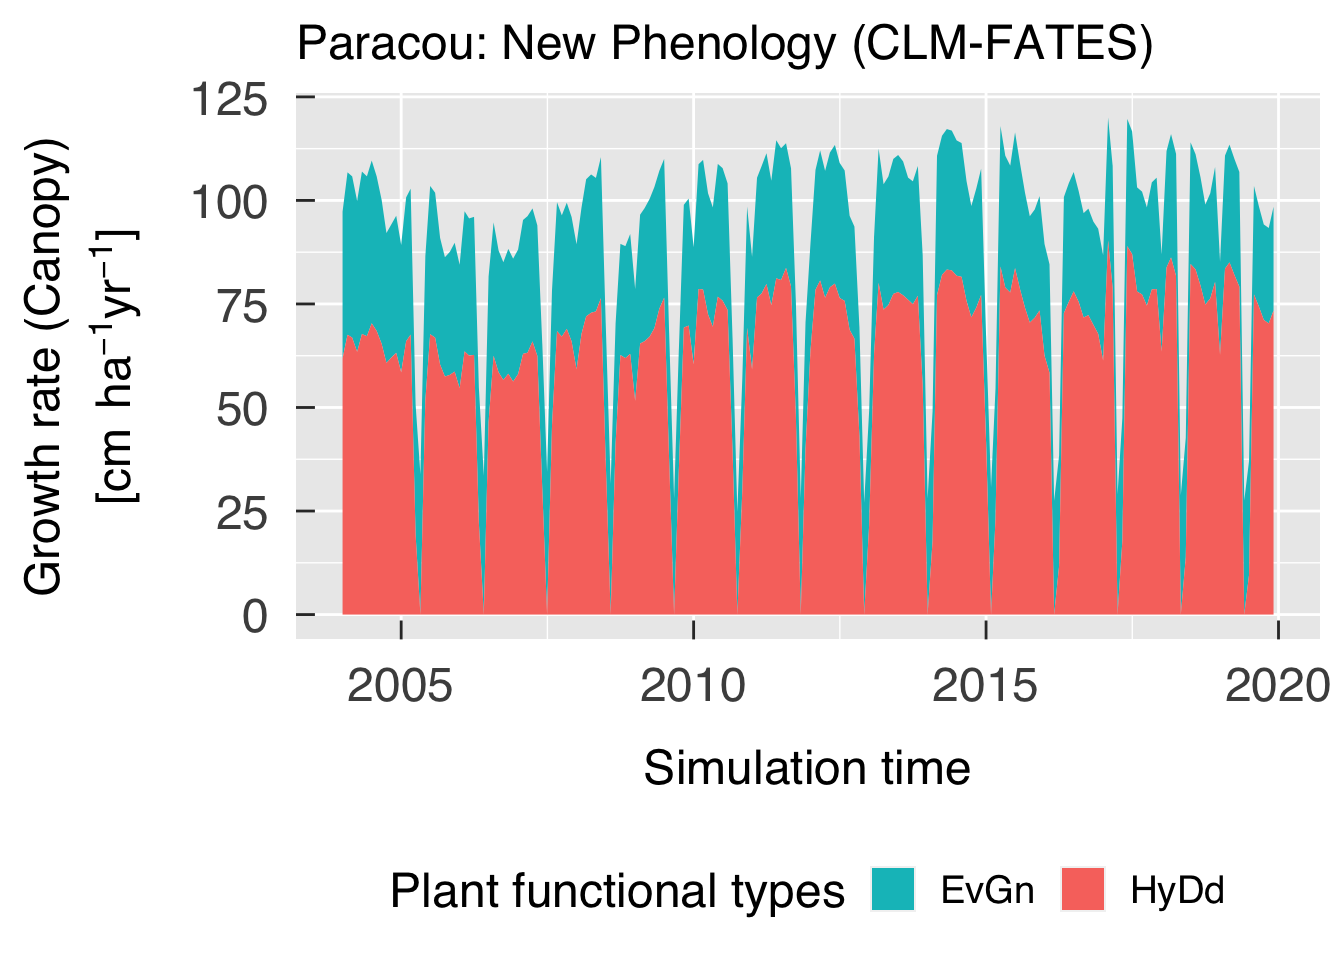 Paracou: New Phenology (CLM-FATES)
Growth rate (Canopy)
[cm ha⁻¹yr⁻¹]
125
100
75
50
25
0
2005 2010 2015 2020
Simulation time
Plant functional types EvGn HyDd